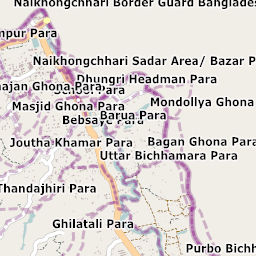 Naikhongchhari Border Guard Banglades
mpur Para
Naikhongchhari Sadar Area/ Bazar P
Dhungri Headman Para
ajan Ghona Para
Para
Masjid Ghona Para
Mondollya Ghona
Barua Para
Bebsaye Para
Joutha Khamar Para
Bagan Ghona Para
Uttar Bichhamara Para
Thandajhiri Para
Ghilatali Para
Purbo Bichh